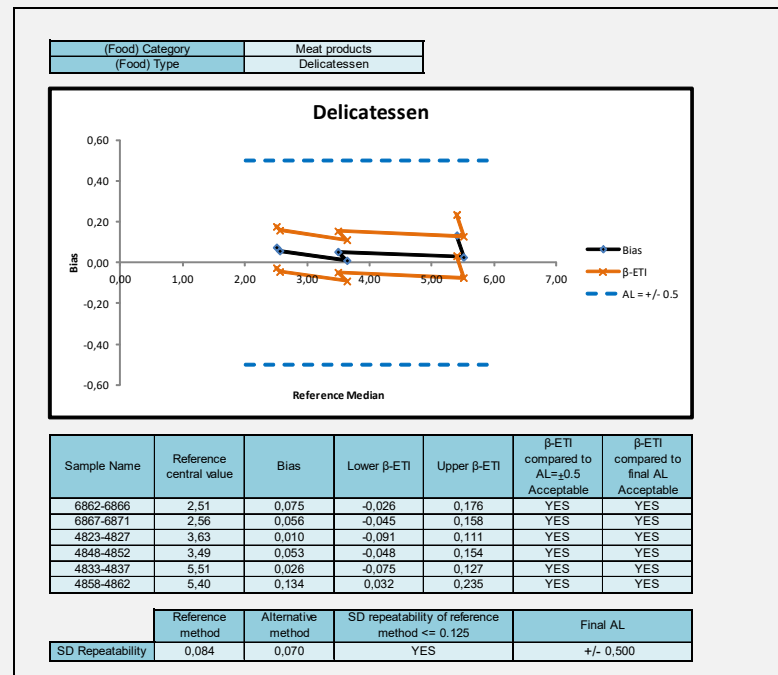 (Food) Category Meat products
(Food) Type Delicatessen
Delicatessen
0,60
0,40
0,20
0,00
-0,20
-0,40
-0,60
0,00 1,00 2,00 3,00 4,00 5,00 6,00 7,00
Bias
Reference Median
Bias
β-ETI
AL = +/- 0.5
Sample Name Reference central value Bias Lower β-ETI Upper β-ETI β-ETI compared to AL=±0.5 Acceptable β-ETI compared to final AL Acceptable
6862-6866 2,51 0,075 -0,026 0,176 YES YES
6867-6871 2,56 0,056 -0,045 0,158 YES YES
4823-4827 3,63 0,010 -0,091 0,111 YES YES
4848-4852 3,49 0,053 -0,048 0,154 YES YES
4833-4837 5,51 0,026 -0,075 0,127 YES YES
4858-4862 5,40 0,134 0,032 0,235 YES YES
Reference method Alternative method SD repeatability of reference method <= 0.125 Final AL
SD Repeatability 0,084 0,070 YES +/- 0,500